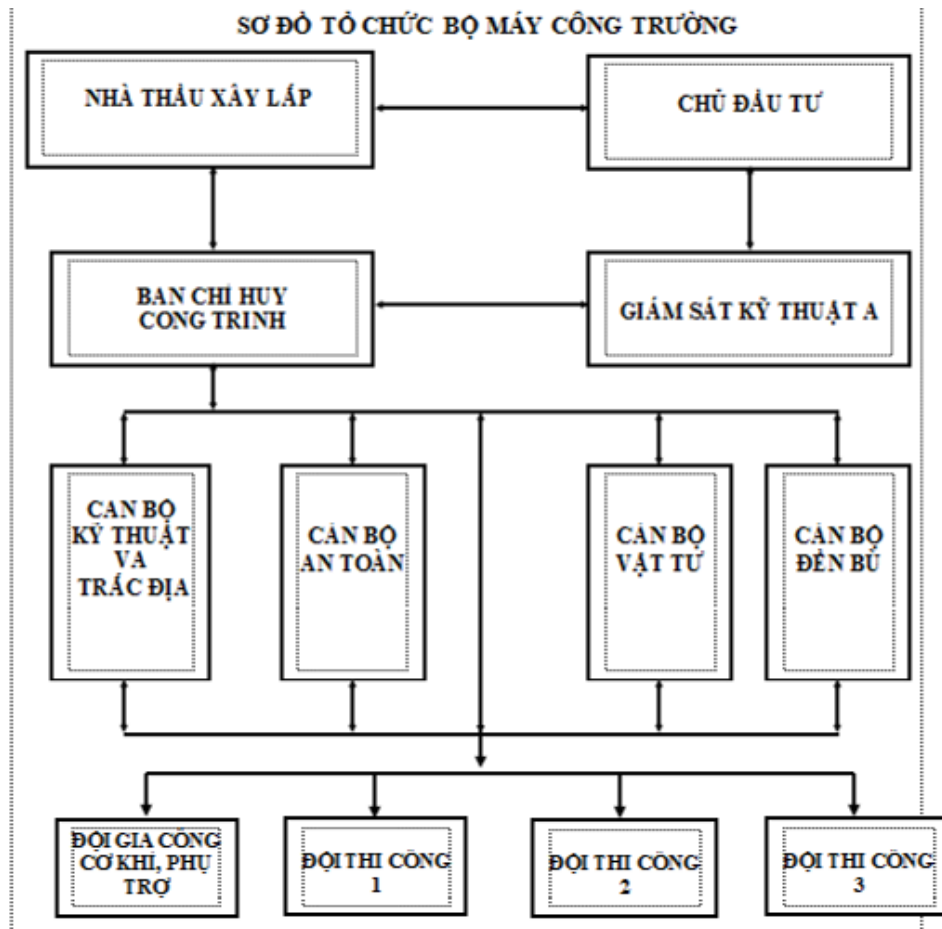 SƠ ĐỒ TỔ CHỨC BỘ MÁY CÔNG TRƯỜNG
NHÀ THẦU XÂY LẮP
CHỦ ĐẦU TƯ
BAN CHỈ HUY
CONG TRINH
GIÁM SÁT KỸ THUẬT A
CAN BỘ
KỸ THUẬT
VA
TRẮC ĐỊA
CÁN BỘ
AN TOÀN
CÁN BỘ
VẬT TƯ
CÁN BỘ
ĐỀN BÙ
ĐỘI GIA CÔNG
CƠ KHÍ, PHỤ
TRỢ
ĐỘI THI CÔNG
1
ĐỘI THI CÔNG
2
ĐỘI THI CÔNG
3